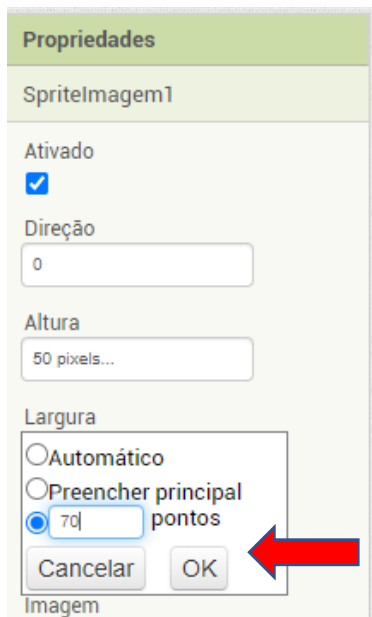 Propriedades
SpriteImagem1
Ativado
Direção
0
Altura
50 pixels...
Largura
Automático
Preencher principal
70 pontos
Cancelar OK
Imagem